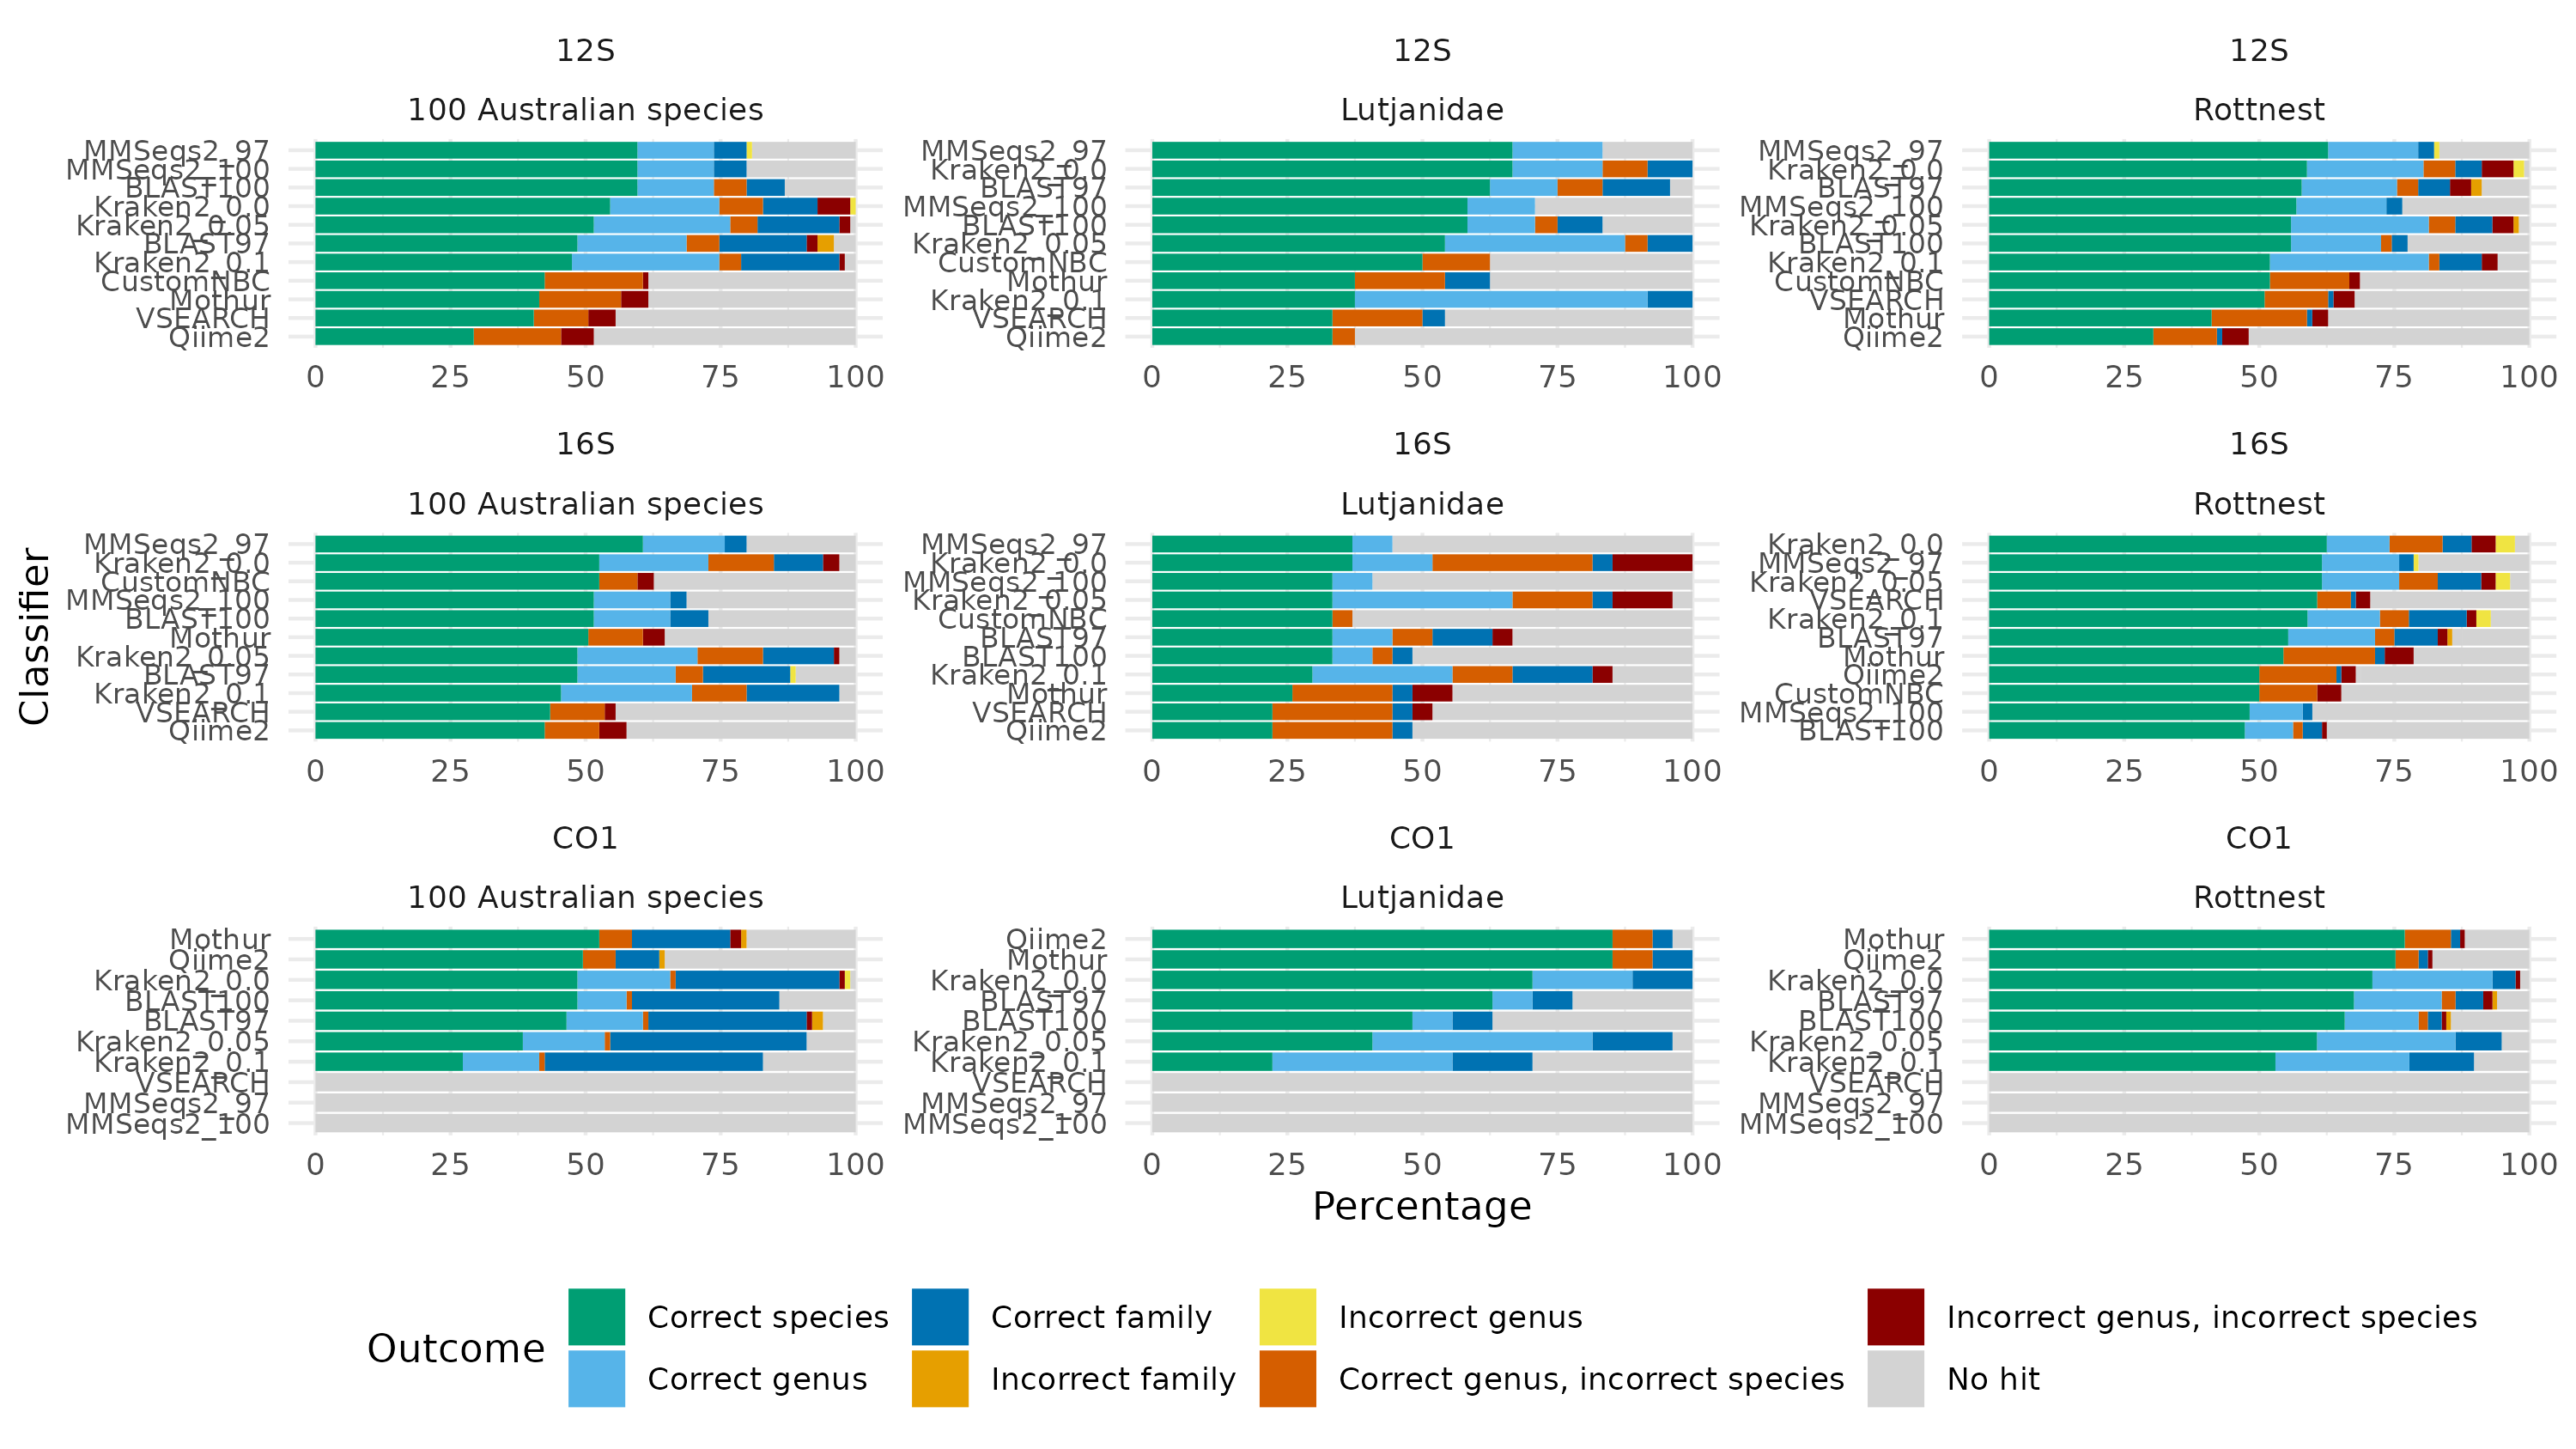 12S
12S
12S
100 Australian species
Lutjanidae
Rottnest
MMSeqs2_97
MMSeqs2_100
BLAST100
Kraken2_0.0
Kraken2_0.05
BLAST97
Kraken2_0.1
CustomNBC
Mothur
VSEARCH
Qiime2
0 25 50 75 100
MMSeqs2_97
Kraken2_0.0
BLAST97
MMSeqs2_100
BLAST100
Kraken2_0.05
CustomNBC
Mothur
Kraken2_0.1
VSEARCH
Qiime2
0 25 50 75 100
MMSeqs2_97
Kraken2_0.0
BLAST97
MMSeqs2_100
Kraken2_0.05
BLAST100
Kraken2_0.1
CustomNBC
VSEARCH
Mothur
Qiime2
0 25 50 75 100
16S
16S
16S
100 Australian species
Lutjanidae
Rottnest
Classifier
MMSeqs2_97
Kraken2_0.0
CustomNBC
MMSeqs2_100
BLAST100
Mothur
Kraken2_0.05
BLAST97
Kraken2_0.1
VSEARCH
Qiime2
0 25 50 75 100
MMSeqs2_97
Kraken2_0.0
MMSeqs2_100
Kraken2_0.05
CustomNBC
BLAST97
BLAST100
Kraken2_0.1
Mothur
VSEARCH
Qiime2
0 25 50 75 100
Kraken2_0.0
MMSeqs2_97
Kraken2_0.05
VSEARCH
Kraken2_0.1
BLAST97
Mothur
Qiime2
CustomNBC
MMSeqs2_100
BLAST100
0 25 50 75 100
CO1
CO1
CO1
100 Australian species
Lutjanidae
Rottnest
Mothur
Qiime2
Kraken2_0.0
BLAST100
BLAST97
Kraken2_0.05
Kraken2_0.1
VSEARCH
MMSeqs2_97
MMSeqs2_100
0 25 50 75 100
Qiime2
Mothur
Kraken2_0.0
BLAST97
BLAST100
Kraken2_0.05
Kraken2_0.1
VSEARCH
MMSeqs2_97
MMSeqs2_100
0 25 50 75 100
Mothur
Qiime2
Kraken2_0.0
BLAST97
BLAST100
Kraken2_0.05
Kraken2_0.1
VSEARCH
MMSeqs2_97
MMSeqs2_100
0 25 50 75 100
Percentage
Outcome
Correct species
Correct family
Incorrect genus
Incorrect genus, incorrect species
Correct genus
Incorrect family
Correct genus, incorrect species
No hit